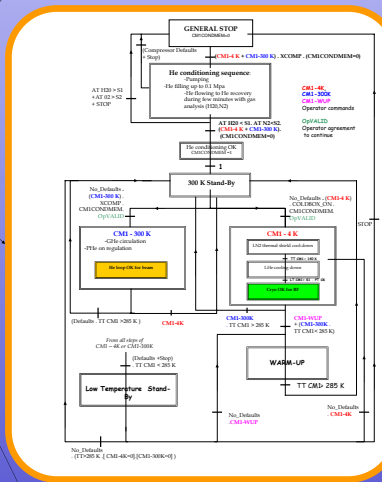 GENERAL STOP
CM1CONDMEM=0
(Compressor Defaults
+ Stop)
(CM1-4 K + CM1-300 K) . XCOMP . (CM1CONDMEM=0)
He conditioning sequence:
-Pumping
-He filling up to 0.1 Mpa
-He flowing to He recovery
during few minutes with gas
analysis (H20,N2)
CM1-4K,
CM1-300K
CM1-WUP
Operator commands
OpVALID
Operator agreement
to continue
AT H20 > S1
+AT 02 > S2
+ STOP
AT H20 < S1. AT N2<S2.
(CM1-4 K + CM1-300 K).
(CM1CONDMEM=0)
He conditioning OK
CM1CONDMEM =1
1
300 K Stand-By
No_Defaults .
(CM1-300 K) .
XCOMP .
CM1CONDMEM.
OpVALID
No_Defaults . (CM1-4 K)
. COLDBOX_ON .
CM1CONDMEM.
OpVALID
STOP
CM1 - 300 K
-GHe circulation
-PHe on regulation
He loop OK for beam
CM1 - 4 K
LN2 thermal shield cool down
LHe cooling down
Cryo OK for RF
(Defaults . TT CM1 >285 K )
CM1-4K
CM1-300K
. TT CM1 > 285 K
CM1-WUP
+ (CM1-300K .
TT CM1< 285 K)
From all steps of
CM1 – 4K or CM1-300K
(Defaults +Stop)
. TT CM1 < 285 K
WARM-UP
Low Temperature Stand-
By
TT CM1> 285 K
No_Defaults
.CM1-WUP
No_Defaults
. CM1-4K
No_Defaults
. (TT>285 K .[ CM1-4K=0].[CM1-300K=0] )